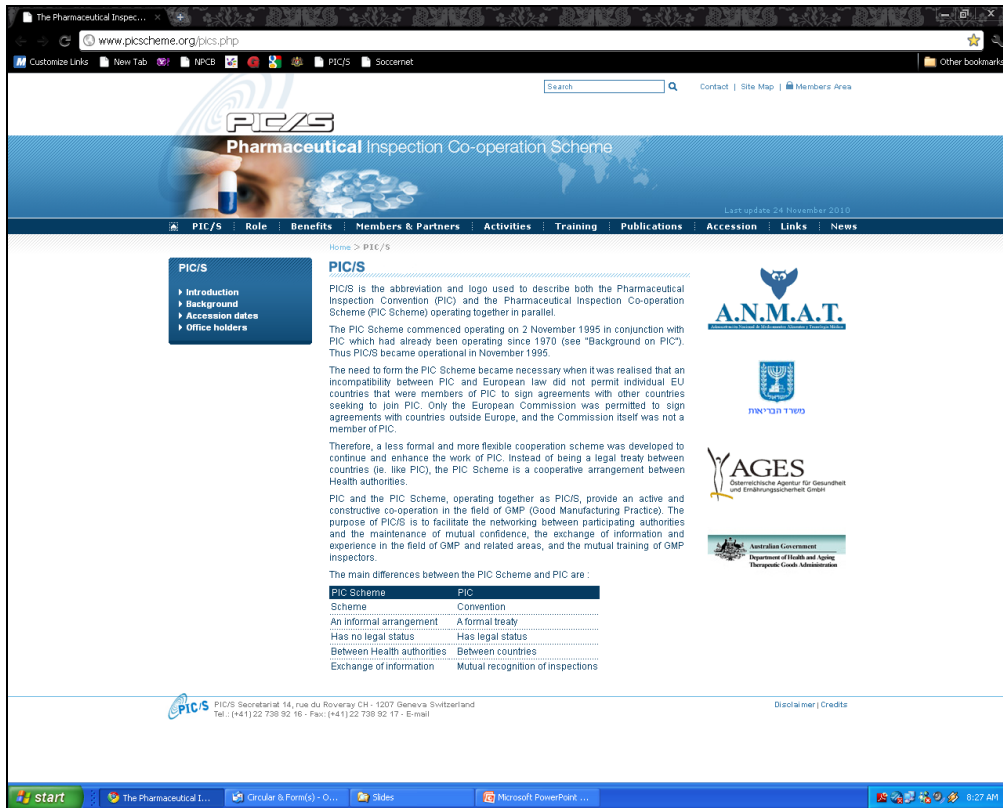 The Pharmaceutical Inspec...
www.picscheme.org/pics.php
Customize Links New Tab NPCB PIC/S Soccernet Other bookmarks
Search Contact | Site Map | Members Area
PIC/S
Pharmaceutical Inspection Co-operation Scheme
Last update 24 November 2010
PIC/S Role Benefits Members & Partners Activities Training Publications Accession Links News
Home > PIC/S
PIC/S
Introduction
Background
Accession dates
Office holders
PIC/S
PIC/S is the abbreviation and logo used to describe both the Pharmaceutical
Inspection Convention (PIC) and the Pharmaceutical Inspection Co-operation
Scheme (PIC Scheme) operating together in parallel.
The PIC Scheme commenced operating on 2 November 1995 in conjunction with
PIC which had already been operating since 1970 (see "Background on PIC").
Thus PIC/S became operational in November 1995.
The need to form the PIC Scheme became necessary when it was realised that an
incompatibility between PIC and European law did not permit individual EU
countries that were members of PIC to sign agreements with other countries
seeking to join PIC. Only the European Commission was permitted to sign
agreements with countries outside Europe, and the Commission itself was not a
member of PIC.
Therefore, a less formal and more flexible cooperation scheme was developed to
continue and enhance the work of PIC. Instead of being a legal treaty between
countries (ie. like PIC), the PIC Scheme is a cooperative arrangement between
Health authorities.
PIC and the PIC Scheme, operating together as PIC/S, provide an active and
constructive co-operation in the field of GMP (Good Manufacturing Practice). The
purpose of PIC/S is to facilitate the networking between participating authorities
and the maintenance of mutual confidence, the exchange of information and
experience in the field of GMP and related areas, and the mutual training of GMP
inspectors.
The main differences between the PIC Scheme and PIC are :
PIC Scheme PIC
Scheme Convention
An informal arrangement A formal treaty
Has no legal status Has legal status
Between Health authorities Between countries
Exchange of information Mutual recognition of inspections
A.N.M.A.T.
Administración Nacional de Medicamentos Alimentos y Tecnología Médica
משרד הבריאות
AGES
Österreichische Agentur für Gesundheit
und Ernährungssicherheit GmbH
Australian Government
Department of Health and Ageing
Therapeutic Goods Administration
PIC/S PIC/S Secretariat 14, rue du Roveray CH - 1207 Geneva Switzerland
Tel.: (+41) 22 738 92 16 - Fax: (+41) 22 738 92 17 - E-mail
Disclaimer | Credits
start The Pharmaceutical I... Circular & Form(s) - O... Slides Microsoft PowerPoint ... 8:27 AM